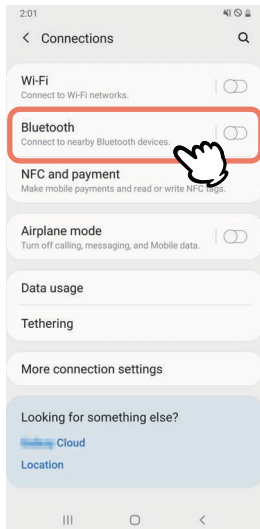 2:01
Connections
Wi-Fi
Connect to Wi-Fi networks.
Bluetooth
Connect to nearby Bluetooth devices.
NFC and payment
Make mobile payments and read or write NFC tags.
Airplane mode
Turn off calling, messaging, and Mobile data.
Data usage
Tethering
More connection settings
Looking for something else?
Cloud
Location